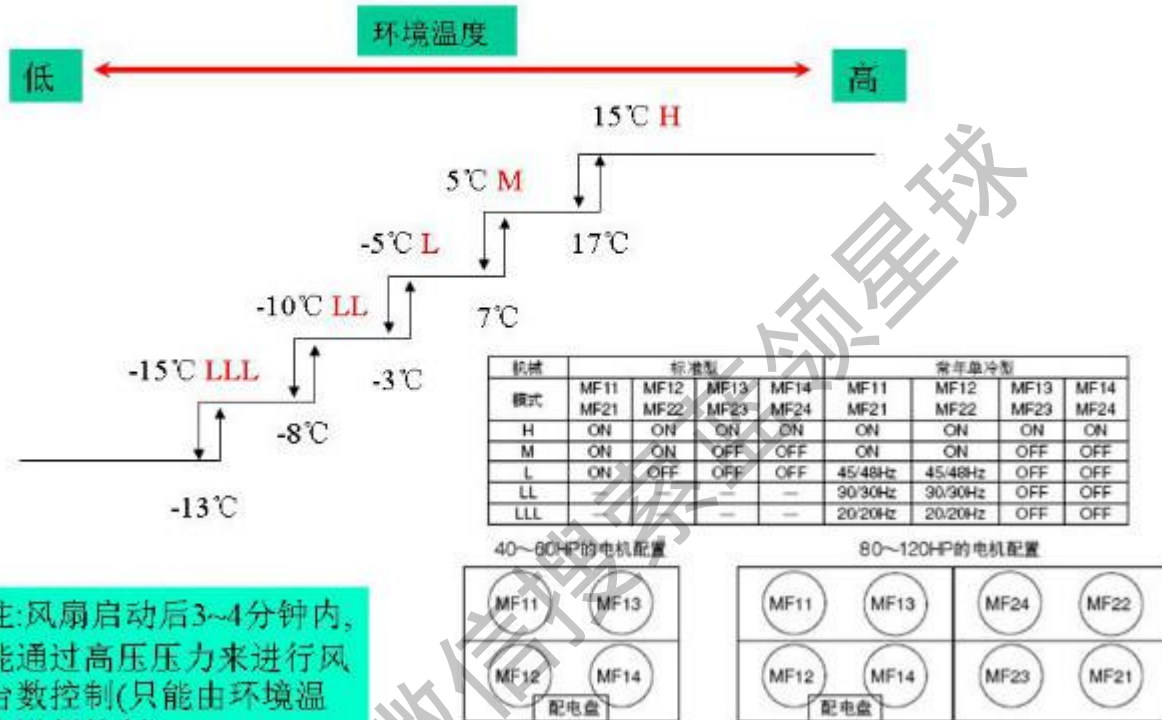 环境温度
低
高
15℃ H
5℃ M
-5℃ L
17℃
-10℃ LL
7℃
-15℃ LLL
-3℃
-8℃
-13℃
机械 标准型 常年单冷型
模式 MF11 MF12 MF13 MF14 MF11 MF12 MF13 MF14
MF21 MF22 MF23 MF24 MF21 MF22 MF23 MF24
H ON ON ON ON ON ON ON ON
M ON ON OFF OFF ON ON OFF OFF
L ON OFF OFF OFF 45/48Hz 45/48Hz OFF OFF
LL — — — — 30/30Hz 30/30Hz OFF OFF
LLL — — — — 20/20Hz 20/20Hz OFF OFF
40～60HP的电机配置
80～120HP的电机配置
MF11 MF13
MF12 MF14
配电盘
MF11 MF13 MF24 MF22
MF12 MF14 MF23 MF21
配电盘
注:风扇启动后3~4分钟内,
能通过高压压力来进行风
台数控制(只能由环境温
微信搜索蓝领星球